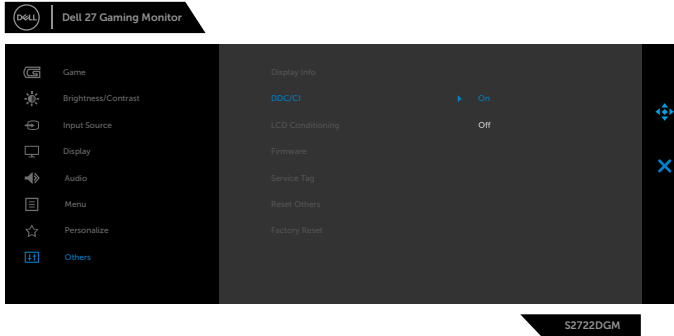 DELL
Dell 27 Gaming Monitor
Game
Display Info
Brightness/Contrast
DDC/CI
On
Input Source
LCD Conditioning
Off
Display
Firmware
Audio
Service Tag
Menu
Reset Others
Personalize
Factory Reset
Others
S2722DGM